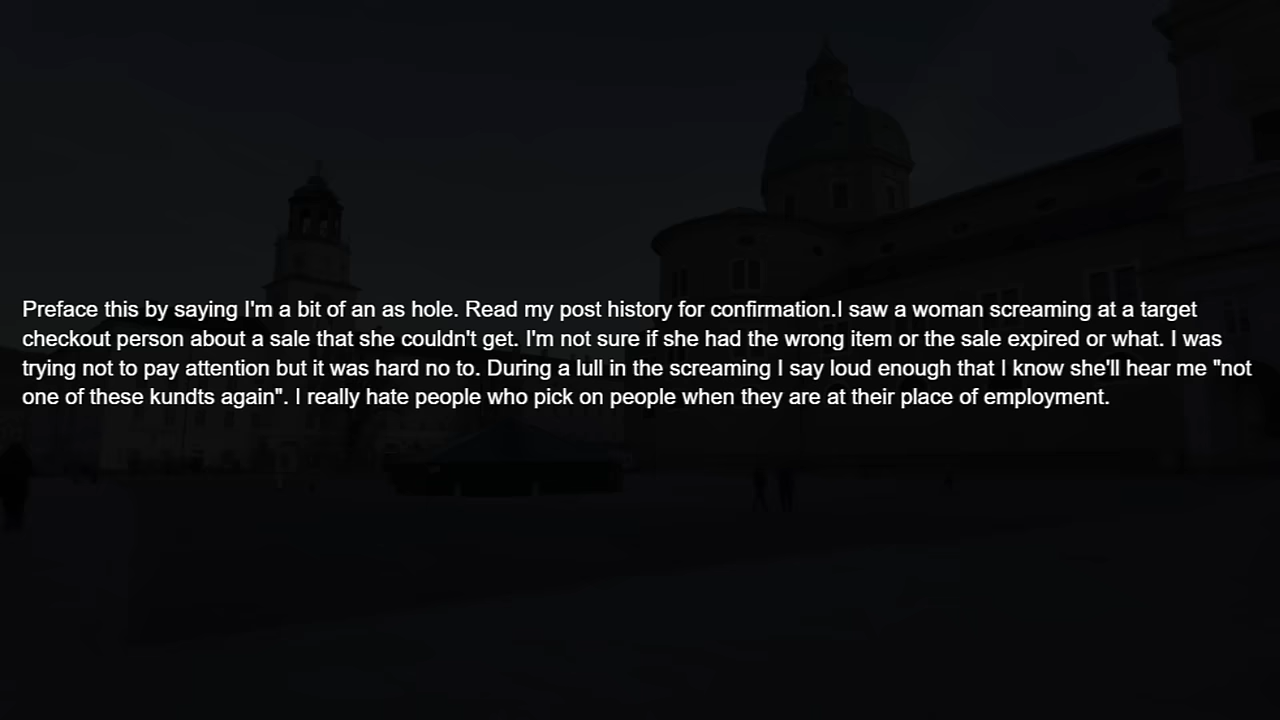 Preface this by saying I'm a bit of an as hole. Read my post history for confirmation.I saw a woman screaming at a target
checkout person about a sale that she couldn't get. I'm not sure if she had the wrong item or the sale expired or what. I was
trying not to pay attention but it was hard no to. During a lull in the screaming I say loud enough that I know she'll hear me "not
one of these kundts again". I really hate people who pick on people when they are at their place of employment.